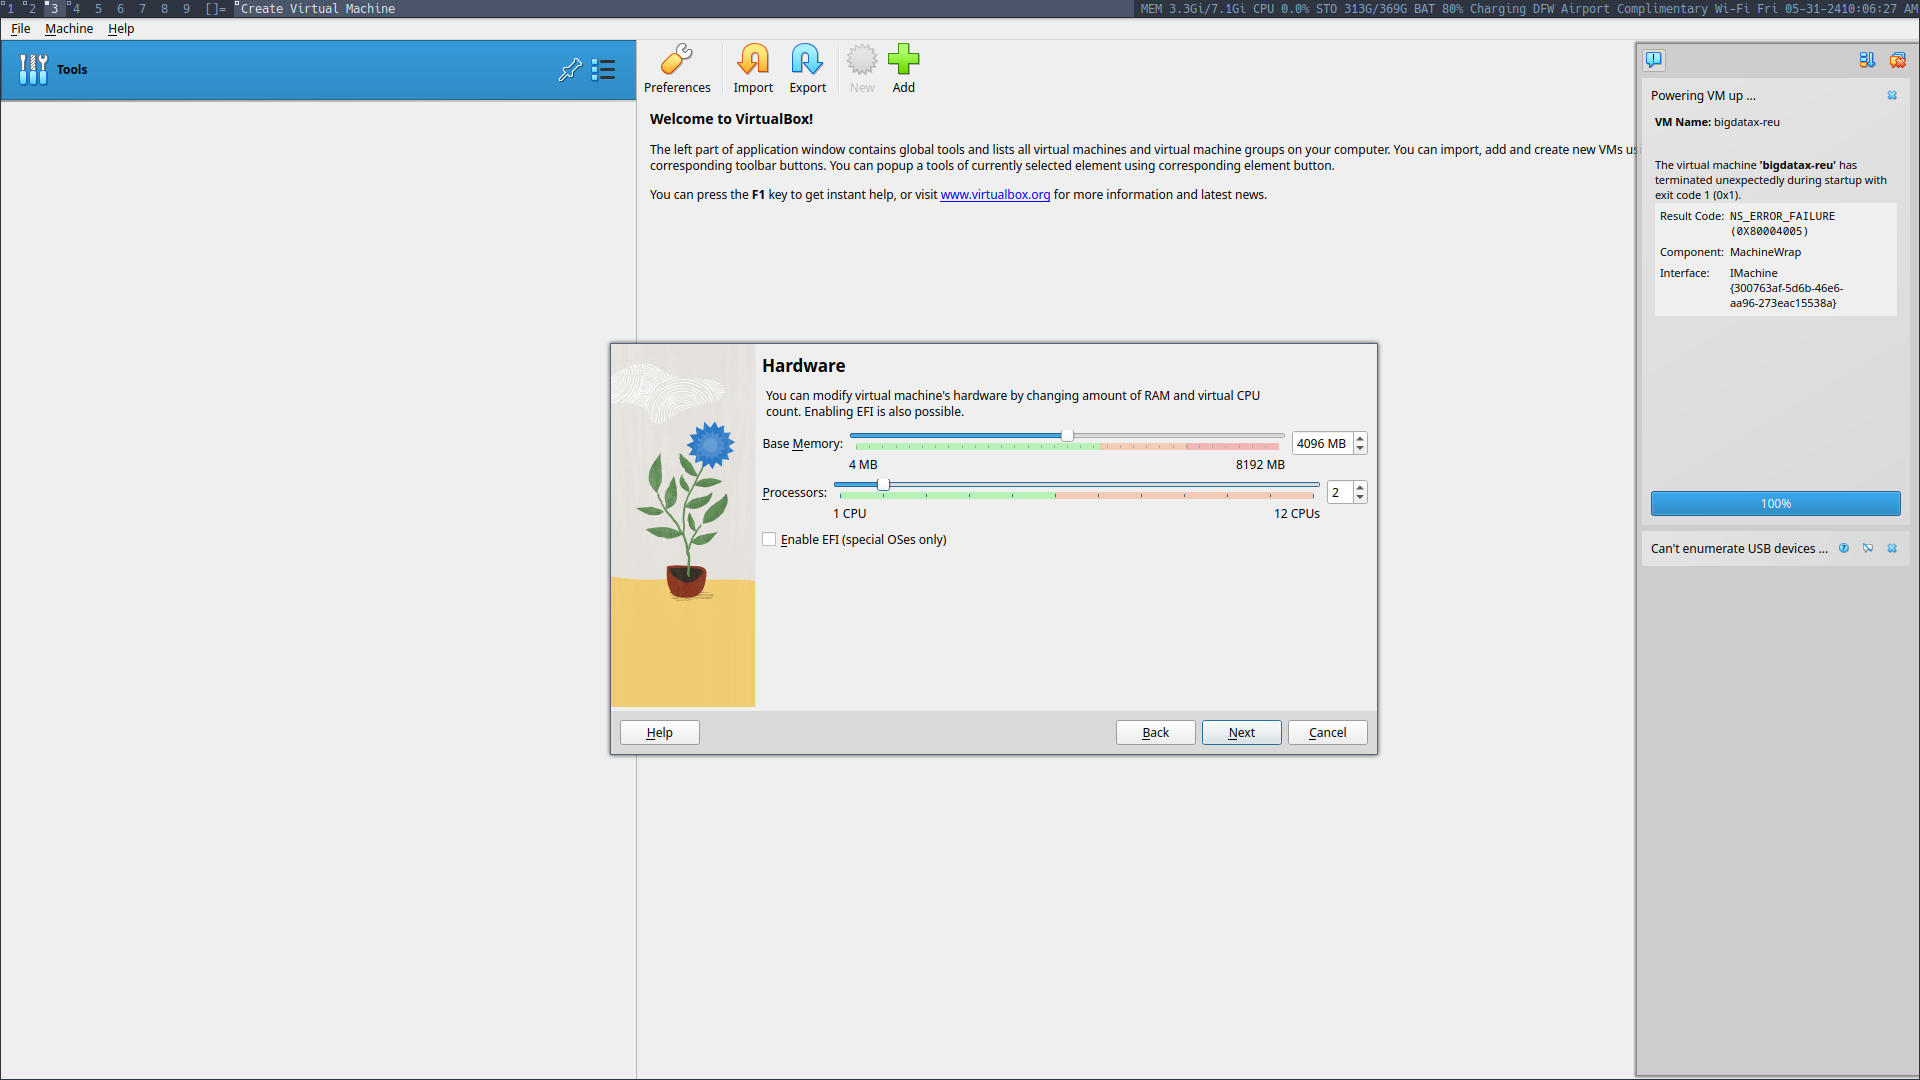 1 2 3 4 5 6 7 8 9 []= Create Virtual Machine MEM 3.3Gi/7.1Gi CPU 0.0% STO 313G/369G BAT 80% Charging DFW Airport Complimentary Wi-Fi Fri 05-31-2410:06:27 AM
File Machine Help
Tools
Preferences Import Export New Add
Welcome to VirtualBox!
The left part of application window contains global tools and lists all virtual machines and virtual machine groups on your computer. You can import, add and create new VMs
corresponding toolbar buttons. You can popup a tools of currently selected element using corresponding element button.
You can press the F1 key to get instant help, or visit www.virtualbox.org for more information and latest news.
Powering VM up ...
VM Name: bigdatax-reu
The virtual machine 'bigdatax-reu' has
terminated unexpectedly during startup with
exit code 1 (0x1).
Result Code: NS_ERROR_FAILURE
(0X80004005)
Component: MachineWrap
Interface: IMachine
{300763af-5d6b-46e6-
aa96-273eac15538a}
100%
Can't enumerate USB devices ...
Hardware
You can modify virtual machine's hardware by changing amount of RAM and virtual CPU
count. Enabling EFI is also possible.
Base Memory: 4096 MB
4 MB 8192 MB
Processors: 2
1 CPU 12 CPUs
Enable EFI (special OSes only)
Help Back Next Cancel